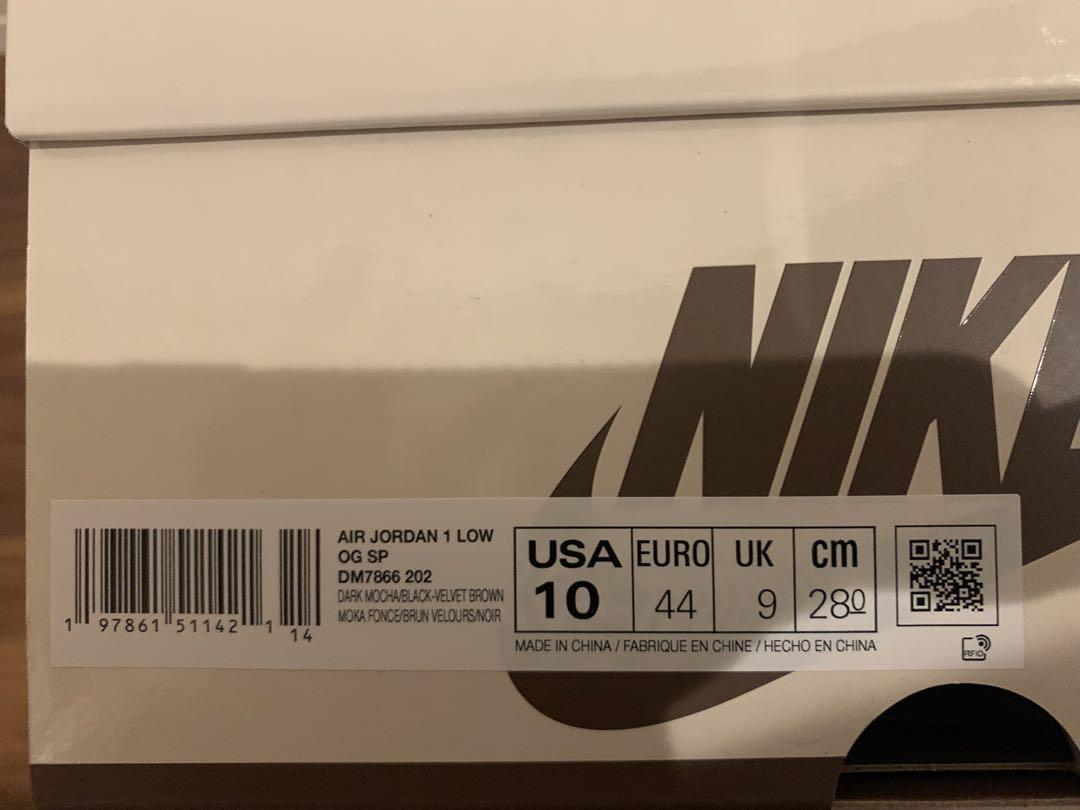 NIKE
AIR JORDAN 1 LOW
OG SP
DM7866 202
DARK MOCHA/BLACK-VELVET BROWN
MOKA FONCE/BRUN VELOURS/NOIR
1 97861 51142 1 14
USA EURO UK cm
10 44 9 280
MADE IN CHINA / FABRIQUE EN CHINE / HECHO EN CHINA
RFID